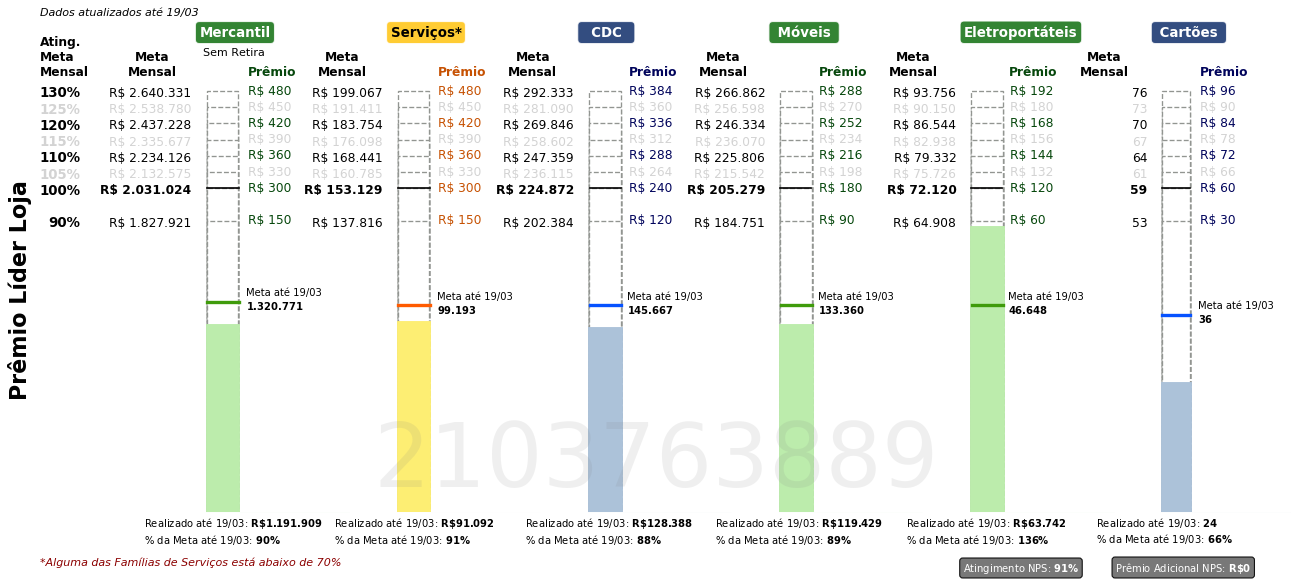 Dados atualizados até 19/03
Mercantil Serviços* CDC Móveis Eletroportáteis Cartões
Sem Retira
Ating. Meta Mensal
Meta Mensal Prêmio Meta Mensal Prêmio Meta Mensal Prêmio Meta Mensal Prêmio Meta Mensal Prêmio Meta Mensal Prêmio
130% R$ 2.640.331 R$ 480 R$ 199.067 R$ 480 R$ 292.333 R$ 384 R$ 266.862 R$ 288 R$ 93.756 R$ 192 76 R$ 96
125% R$ 2.538.780 R$ 450 R$ 191.411 R$ 450 R$ 281.090 R$ 360 R$ 256.598 R$ 270 R$ 90.150 R$ 180 73 R$ 90
120% R$ 2.437.228 R$ 420 R$ 183.754 R$ 420 R$ 269.846 R$ 336 R$ 246.334 R$ 252 R$ 86.544 R$ 168 70 R$ 84
115% R$ 2.335.677 R$ 390 R$ 176.098 R$ 390 R$ 258.602 R$ 312 R$ 236.070 R$ 234 R$ 82.938 R$ 156 67 R$ 78
110% R$ 2.234.126 R$ 360 R$ 168.441 R$ 360 R$ 247.359 R$ 288 R$ 225.806 R$ 216 R$ 79.332 R$ 144 64 R$ 72
105% R$ 2.132.575 R$ 330 R$ 160.785 R$ 330 R$ 236.115 R$ 264 R$ 215.542 R$ 198 R$ 75.726 R$ 132 61 R$ 66
100% R$ 2.031.024 R$ 300 R$ 153.129 R$ 300 R$ 224.872 R$ 240 R$ 205.279 R$ 180 R$ 72.120 R$ 120 59 R$ 60
90% R$ 1.827.921 R$ 150 R$ 137.816 R$ 150 R$ 202.384 R$ 120 R$ 184.751 R$ 90 R$ 64.908 R$ 60 53 R$ 30
Prêmio Líder Loja
Meta até 19/03 Meta até 19/03 Meta até 19/03 Meta até 19/03 Meta até 19/03 Meta até 19/03
1.320.771 99.193 145.667 133.360 46.648 36
2103763889
Realizado até 19/03: R$1.191.909 Realizado até 19/03: R$91.092 Realizado até 19/03: R$128.388 Realizado até 19/03: R$119.429 Realizado até 19/03: R$63.742 Realizado até 19/03: 24
% da Meta até 19/03: 90% % da Meta até 19/03: 91% % da Meta até 19/03: 88% % da Meta até 19/03: 89% % da Meta até 19/03: 136% % da Meta até 19/03: 66%
*Alguma das Famílias de Serviços está abaixo de 70% Atingimento NPS: 91% Prêmio Adicional NPS: R$0